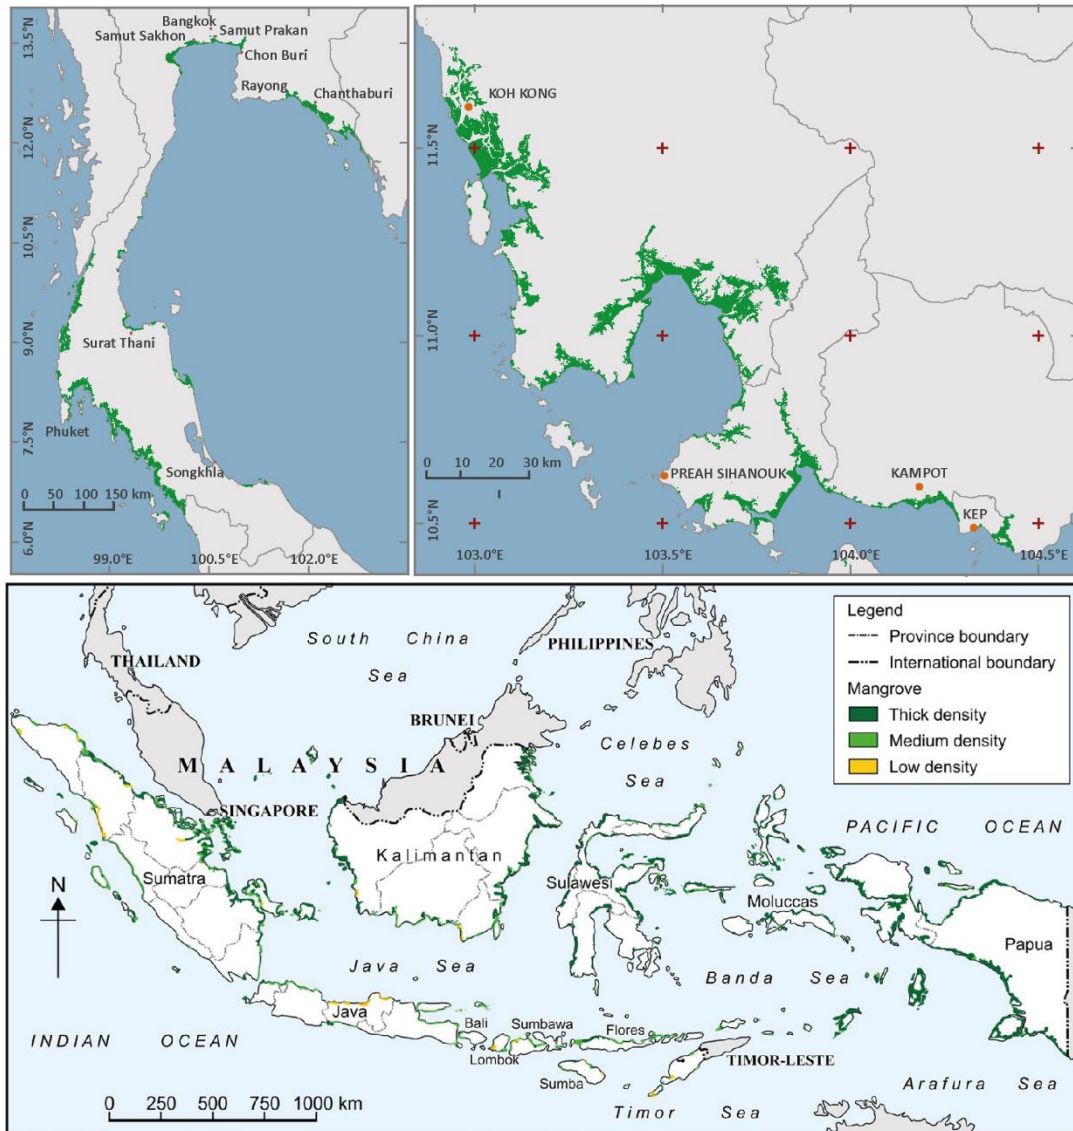 Bangkok
Samut Sakhon
Samut Prakan
Chon Buri
Rayong
Chanthaburi
Surat Thani
Phuket
Songkhla
0 50 100 150 km
13.5°N
12.0°N
10.5°N
9.0°N
7.5°N
6.0°N
99.0°E
100.5°E
102.0°E
KOH KONG
11.5°N
11.0°N
10.5°N
0 10 20 30 km
PREAH SIHANOUK
KAMPOT
KEP
103.0°E
103.5°E
104.0°E
104.5°E
Legend
Province boundary
International boundary
Mangrove
Thick density
Medium density
Low density
South China
Sea
PHILIPPINES
THAILAND
BRUNEI
MALAYSIA
Celebes
Sea
SINGAPORE
PACIFIC OCEAN
N
Sumatra
Kalimantan
Sulawesi
Moluccas
Papua
Java Sea
Banda Sea
INDIAN OCEAN
Java
Bali
Lombok
Sumbawa
Flores
Sumba
TIMOR-LESTE
Timor Sea
Arafura Sea
0 250 500 750 1000 km